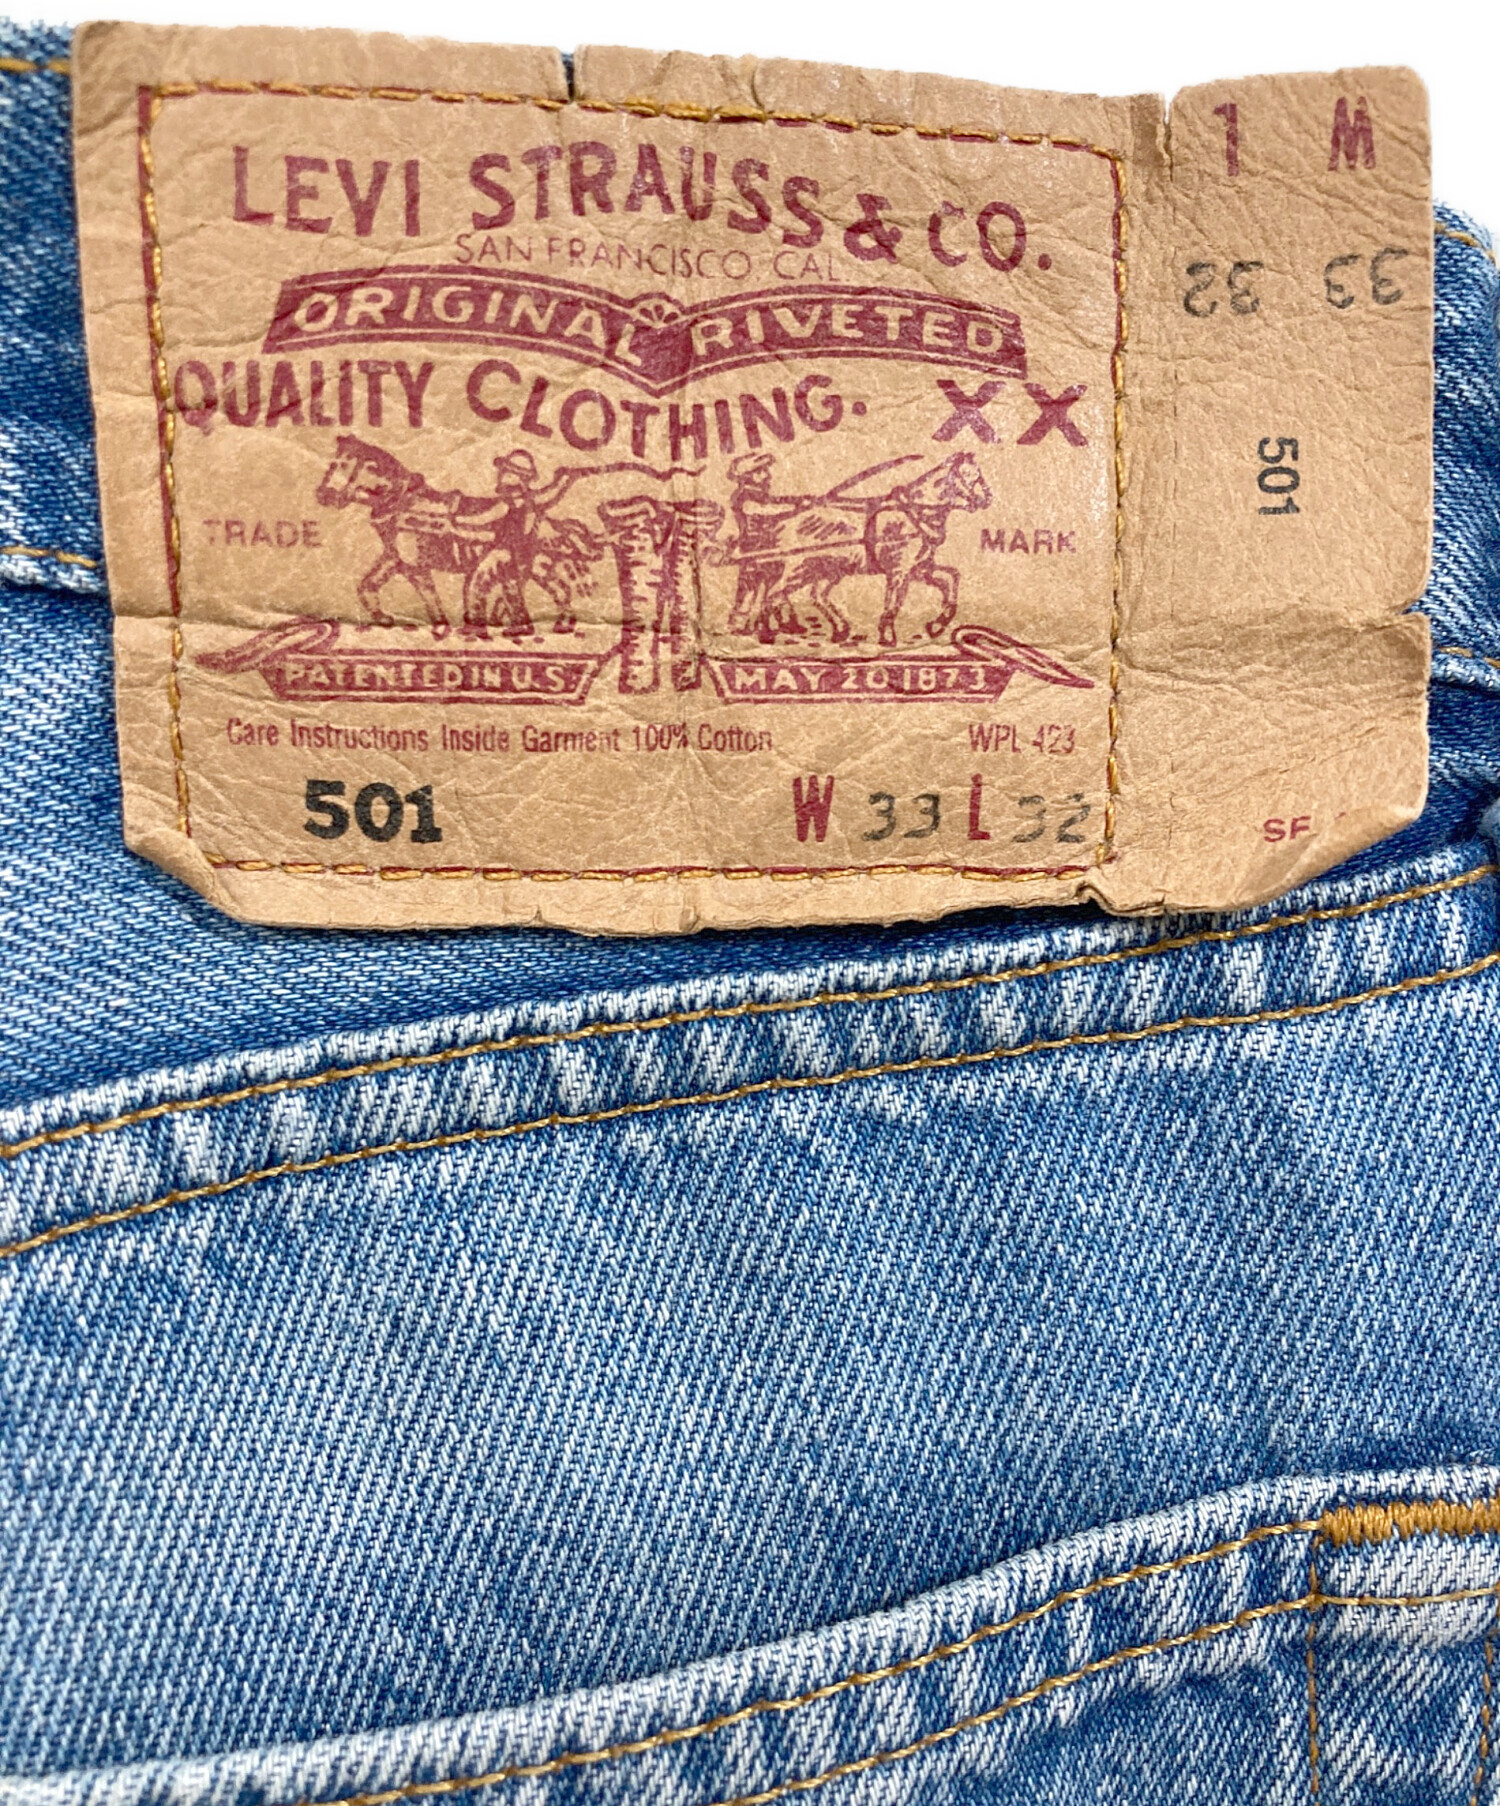 LEVI STRAUSS & CO.
SAN FRANCISCO, CAL.
ORIGINAL RIVETED
QUALITY CLOTHING. XX
TRADE MARK
PATENTED IN U.S. MAY 20 1873
Care Instructions Inside Garment 100% Cotton WPL 423
501 W 33 L 32
L W
32 33
501
SF